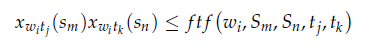 x_{w_i t_j}(s_m) x_{w_i t_k}(s_n) ≤ ftf(w_i, S_m, S_n, t_j, t_k)